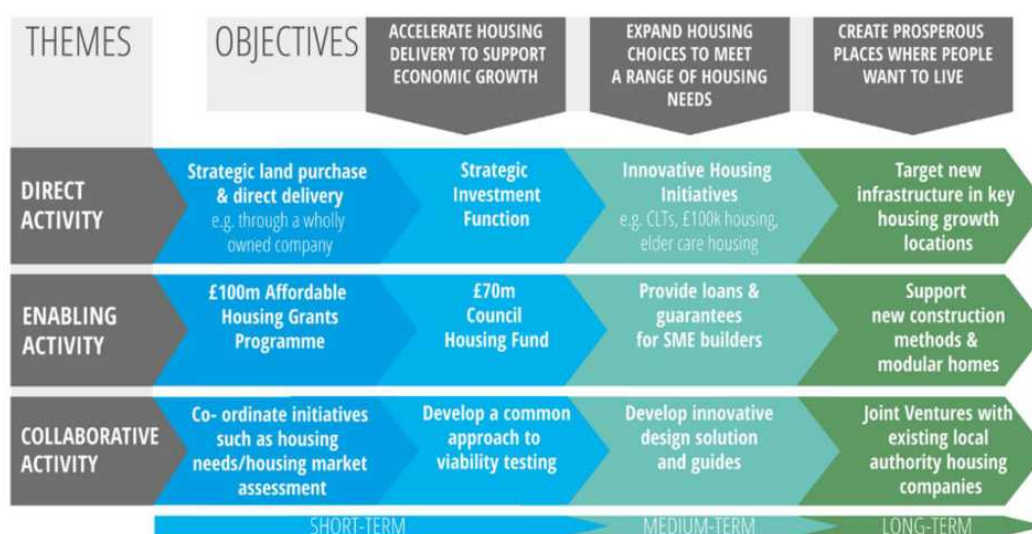 THEMES
OBJECTIVES
ACCELERATE HOUSING
DELIVERY TO SUPPORT
ECONOMIC GROWTH
EXPAND HOUSING
CHOICES TO MEET
A RANGE OF HOUSING
NEEDS
CREATE PROSPEROUS
PLACES WHERE PEOPLE
WANT TO LIVE
DIRECT
ACTIVITY
Strategic land purchase
& direct delivery
e.g. through a wholly
owned company
Strategic
Investment
Function
Innovative Housing
Initiatives
e.g. CLTs, £100k housing,
elder care housing
Target new
infrastructure in key
housing growth
locations
ENABLING
ACTIVITY
£100m Affordable
Housing Grants
Programme
£70m
Council
Housing Fund
Provide loans &
guarantees
for SME builders
Support
new construction
methods &
modular homes
COLLABORATIVE
ACTIVITY
Co- ordinate initiatives
such as housing
needs/housing market
assessment
Develop a common
approach to
viability testing
Develop innovative
design solution
and guides
Joint Ventures with
existing local
authority housing
companies
SHORT-TERM
MEDIUM-TERM
LONG-TERM